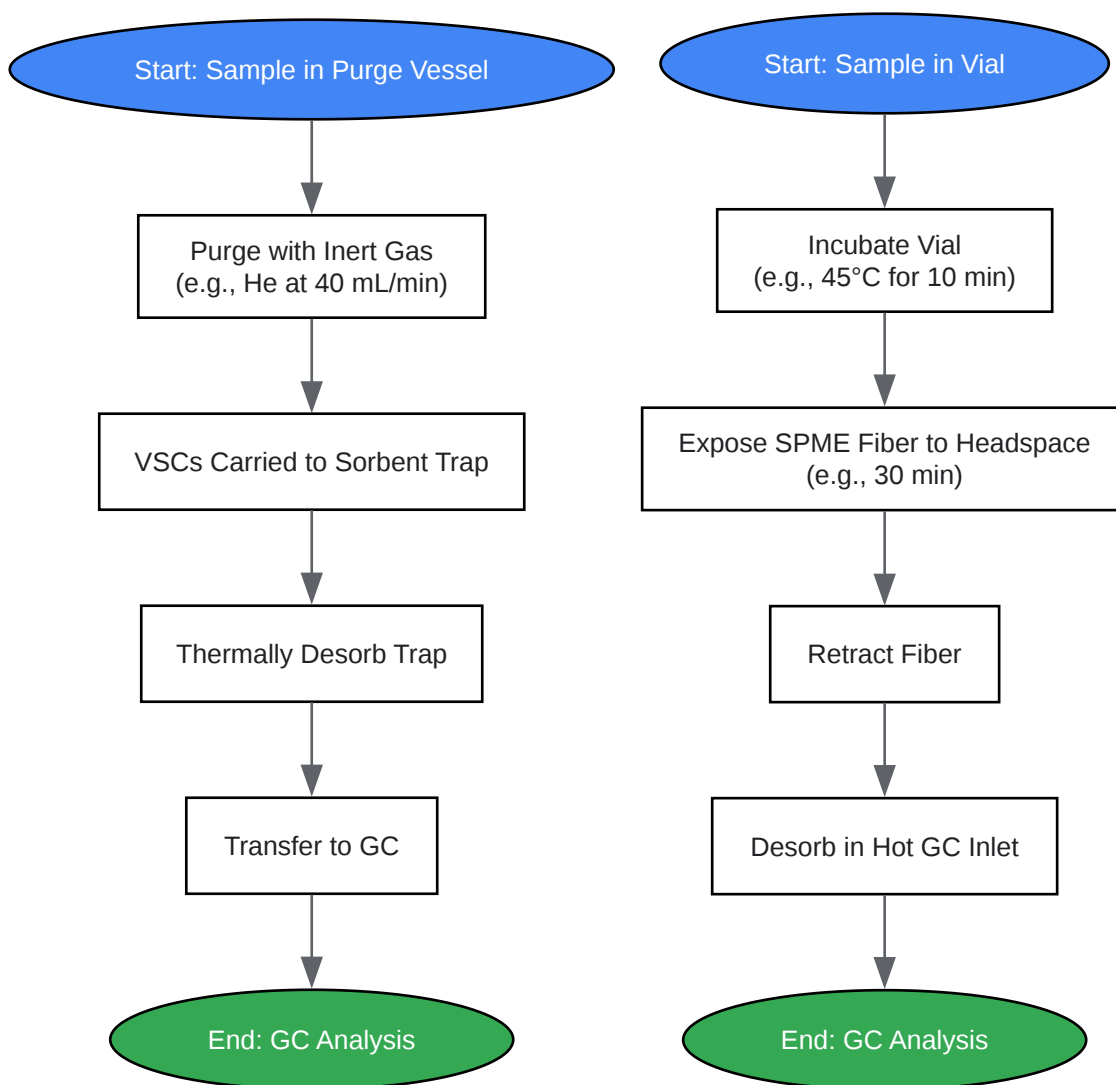 Start: Sample in Purge Vessel
Purge with Inert Gas
(e.g., He at 40 mL/min)
VSCs Carried to Sorbent Trap
Thermally Desorb Trap
Transfer to GC
End: GC Analysis
Start: Sample in Vial
Incubate Vial
(e.g., 45°C for 10 min)
Expose SPME Fiber to Headspace
(e.g., 30 min)
Retract Fiber
Desorb in Hot GC Inlet
End: GC Analysis